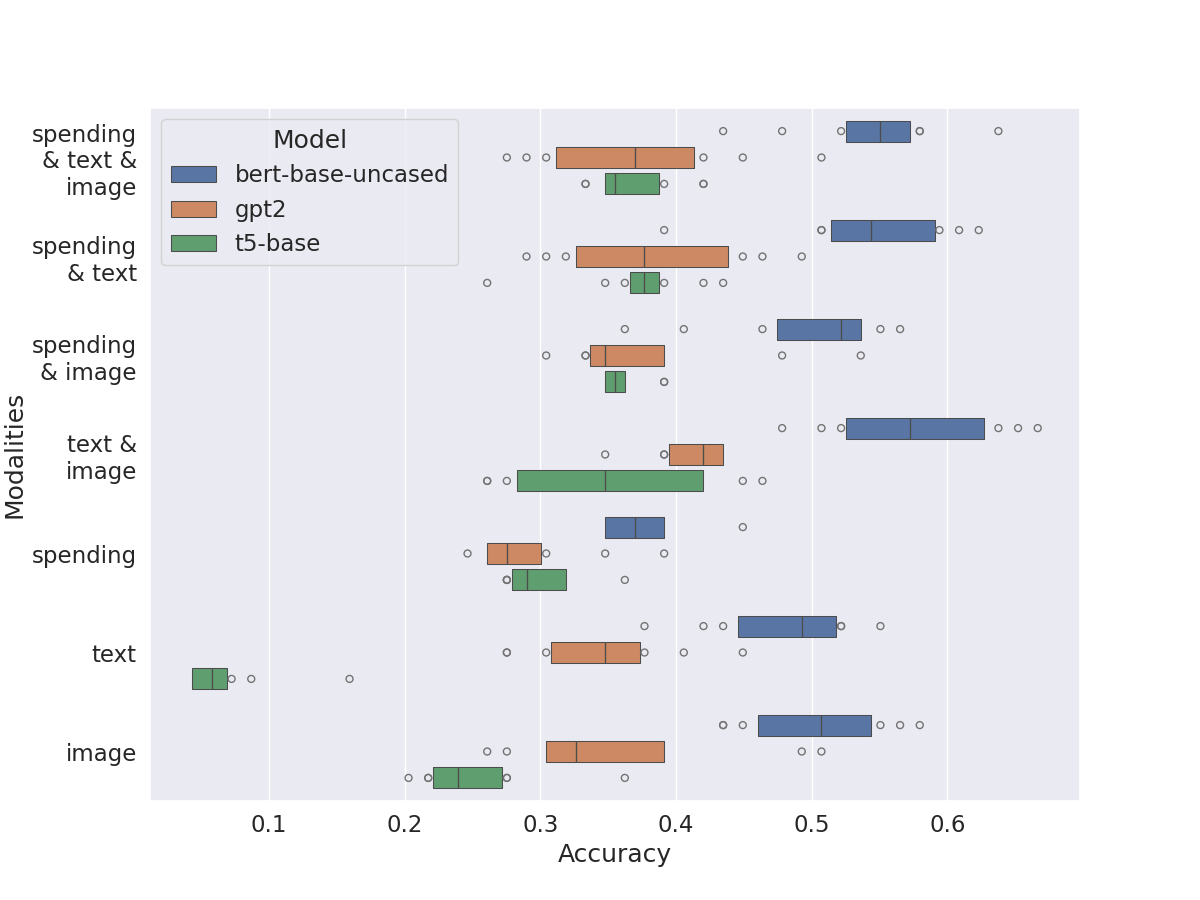 Model
bert-base-uncased
gpt2
t5-base
spending
& text &
image
spending
& text
spending
& image
text &
image
spending
text
image
Modalities
0.1 0.2 0.3 0.4 0.5 0.6
Accuracy